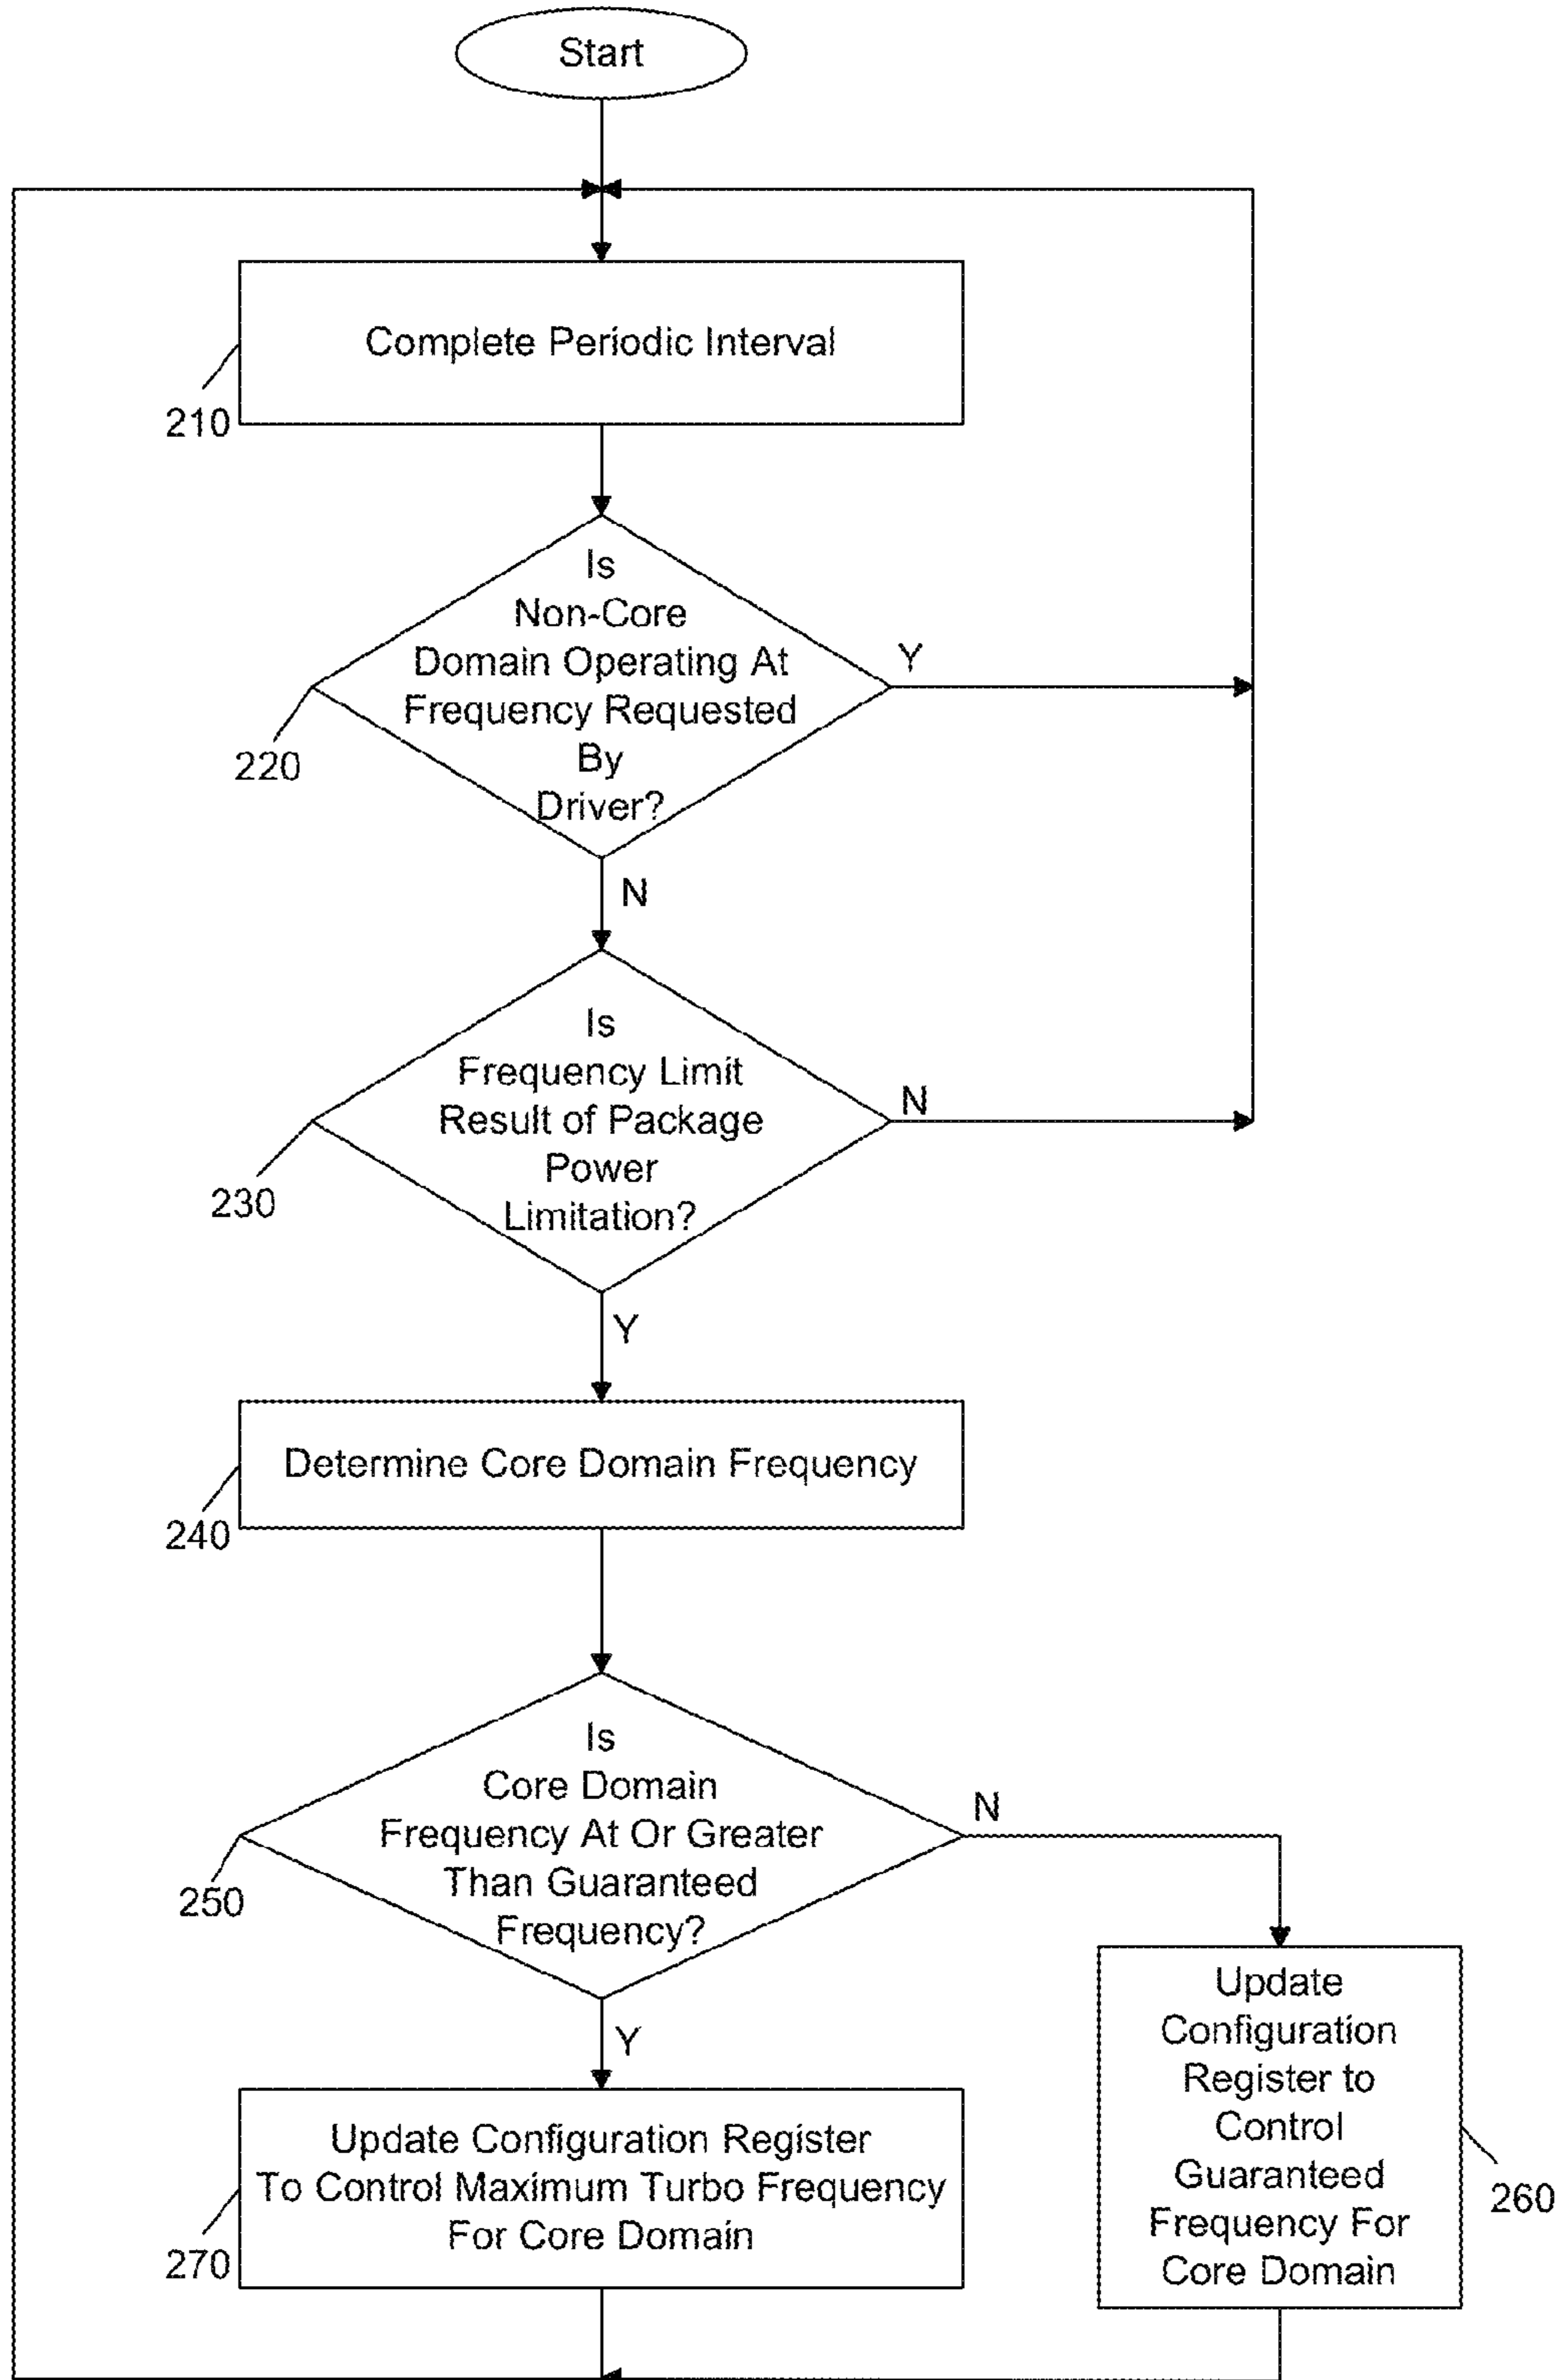 Start
Complete Periodic Interval
210
Is
Non-Core
Domain Operating At
Frequency Requested
By
Driver?
Y
220
N
Is
Frequency Limit
Result of Package
Power
Limitation?
N
230
Y
Determine Core Domain Frequency
240
Is
Core Domain
Frequency At Or Greater
Than Guaranteed
Frequency?
N
250
Y
Update
Configuration
Register to
Control
Guaranteed
Frequency For
Core Domain
260
Update Configuration Register
To Control Maximum Turbo Frequency
For Core Domain
270